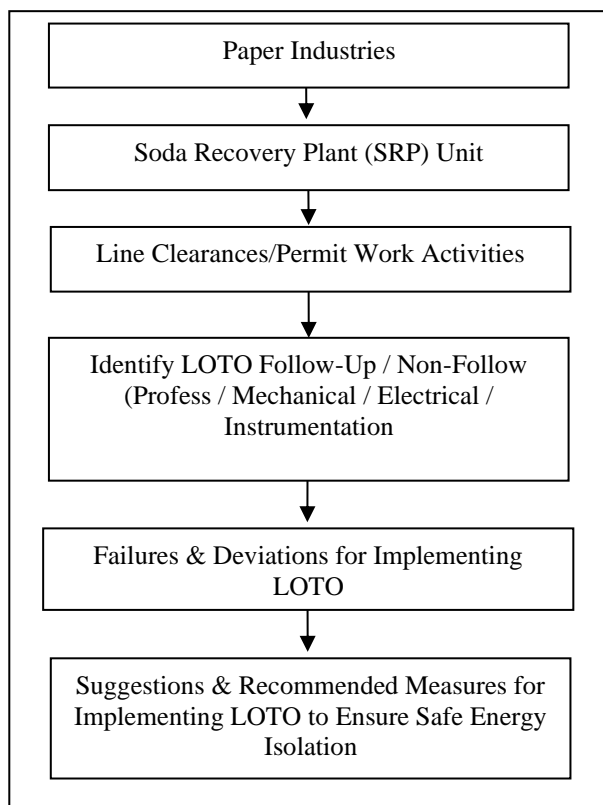 Paper Industries
Soda Recovery Plant (SRP) Unit
Line Clearances/Permit Work Activities
Identify LOTO Follow-Up / Non-Follow
(Profess / Mechanical / Electrical /
Instrumentation
Failures & Deviations for Implementing
LOTO
Suggestions & Recommended Measures for
Implementing LOTO to Ensure Safe Energy
Isolation